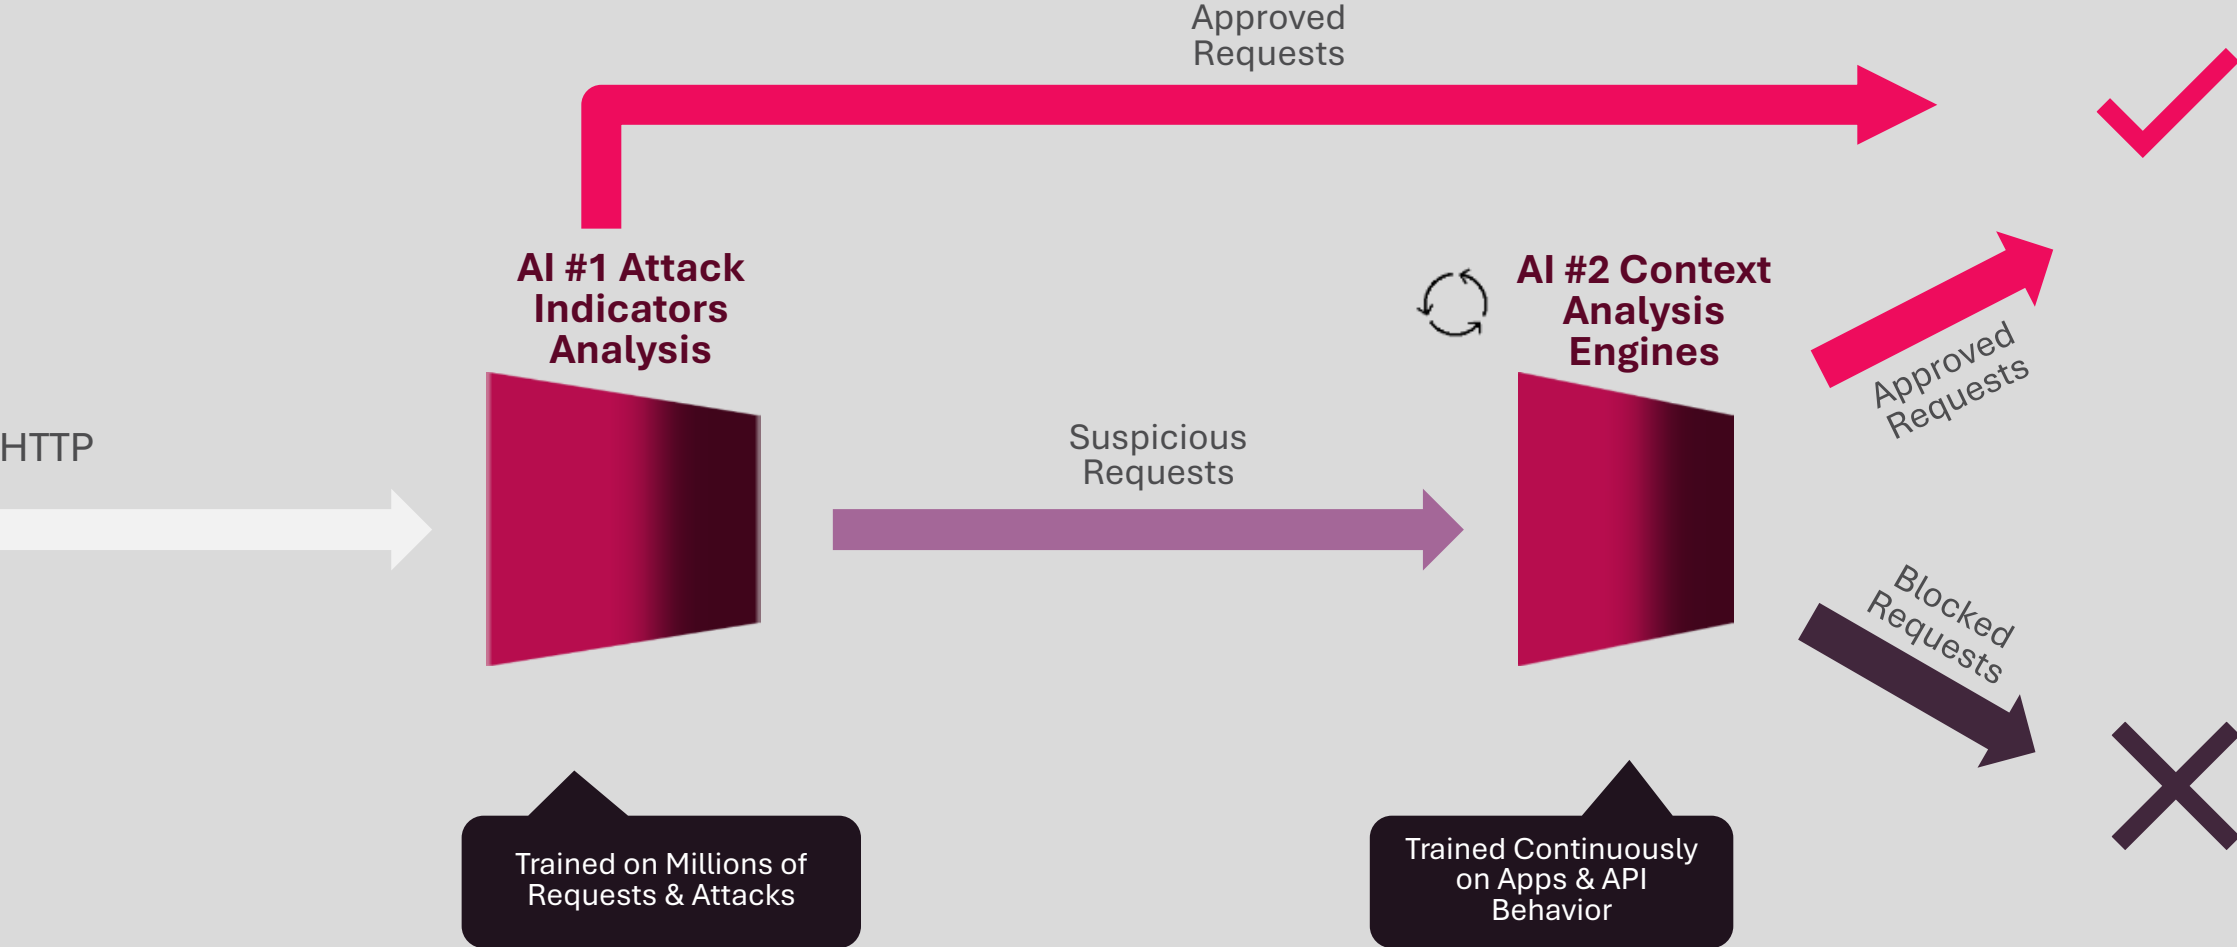 Approved
Requests
AI #1 Attack
Indicators
Analysis
AI #2 Context
Analysis
Engines
Approved
Requests
HTTP
Suspicious
Requests
Blocked
Requests
Trained on Millions of
Requests & Attacks
Trained Continuously
on Apps & API
Behavior